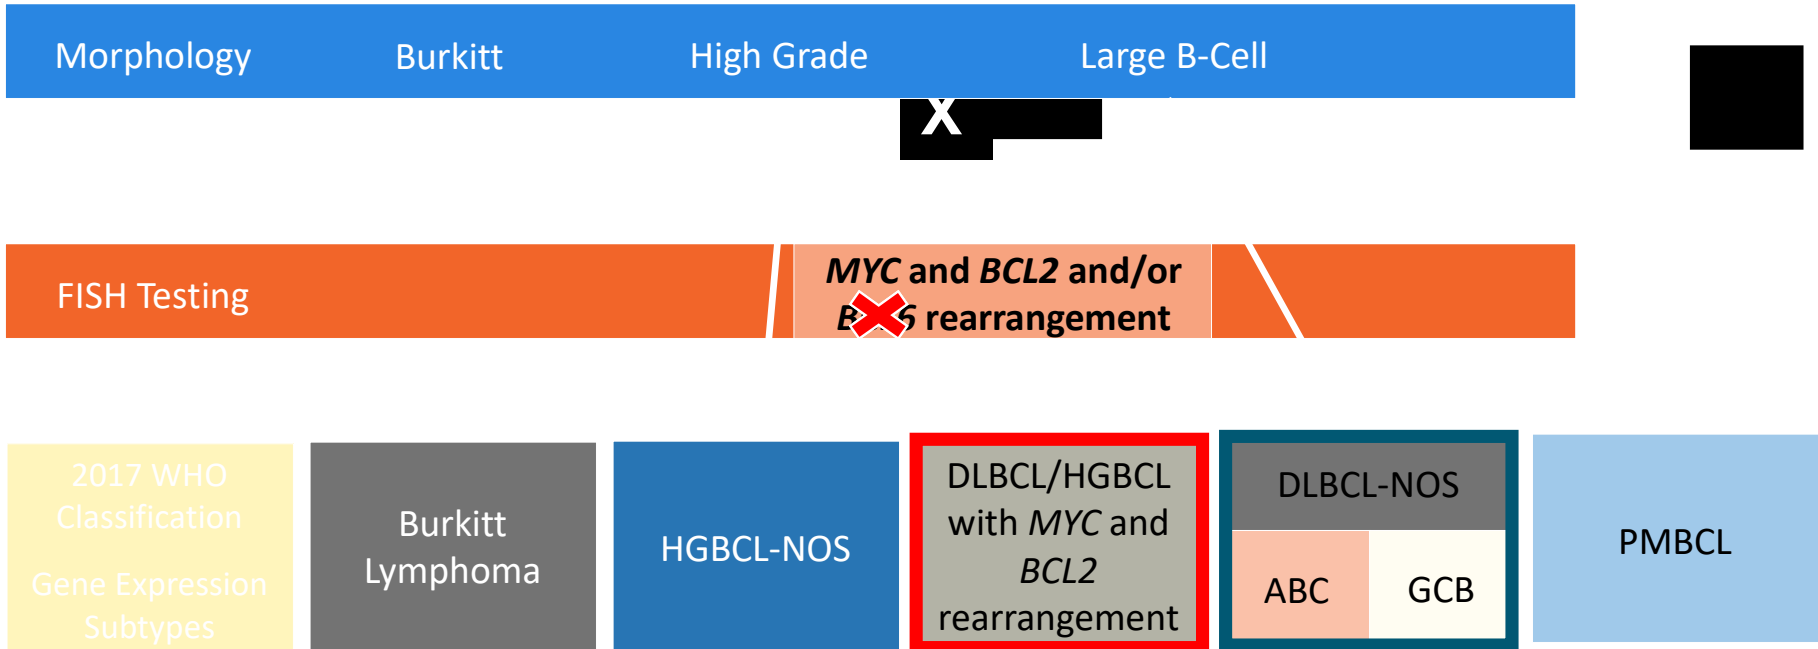 Morphology
Burkitt
High Grade
Large B-Cell
X
FISH Testing
MYC and BCL2 and/or
rearrangement
2017 WHO
Classification
Gene Expression
Subtypes
Burkitt
Lymphoma
HGBCL-NOS
DLBCL/HGBCL
with MYC and
BCL2
rearrangement
DLBCL-NOS
ABC
GCB
PMBCL